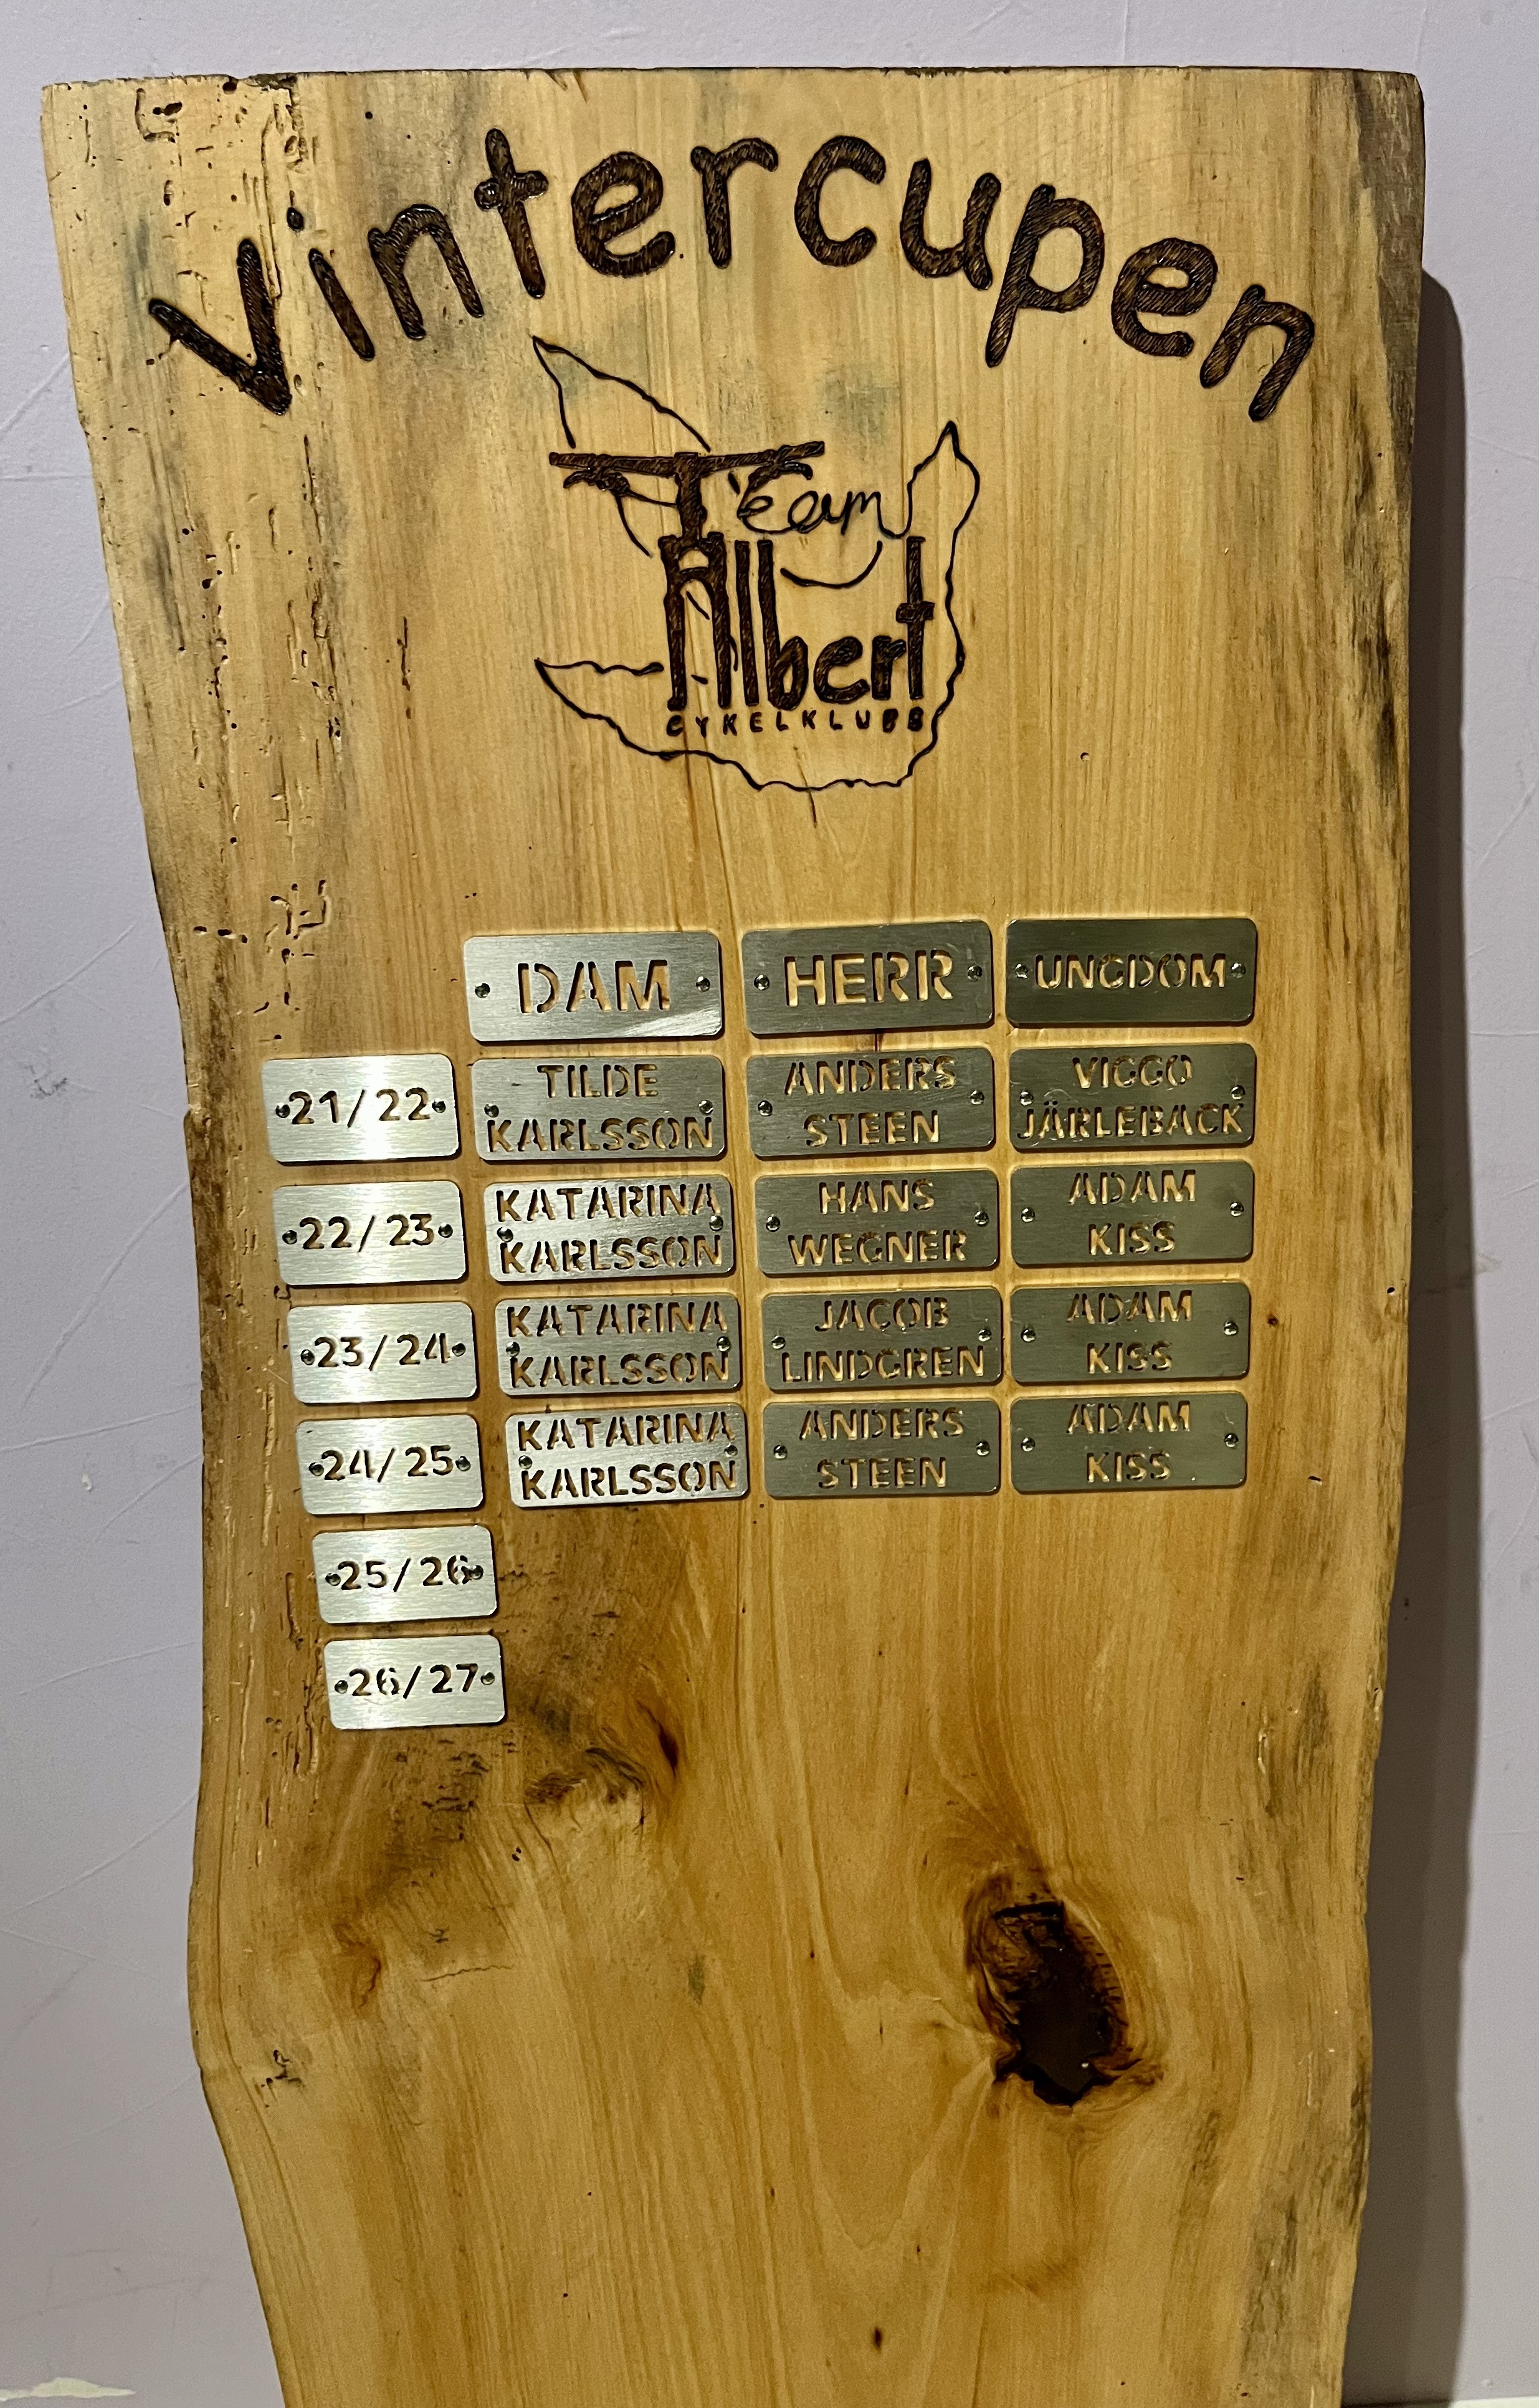 vintercupen
Team
Albert
CYKELKLUBB
DAM HERR UNGDOM
21/22 TILDE KARLSSON ANDERS STEEN VIGGO JÄRLEBACK
22/23 KATARINA KARLSSON HANS WEGNER ADAM KISS
23/24 KATARINA KARLSSON JACOB LINDGREN ADAM KISS
24/25 KATARINA KARLSSON ANDERS STEEN ADAM KISS
25/26
26/27